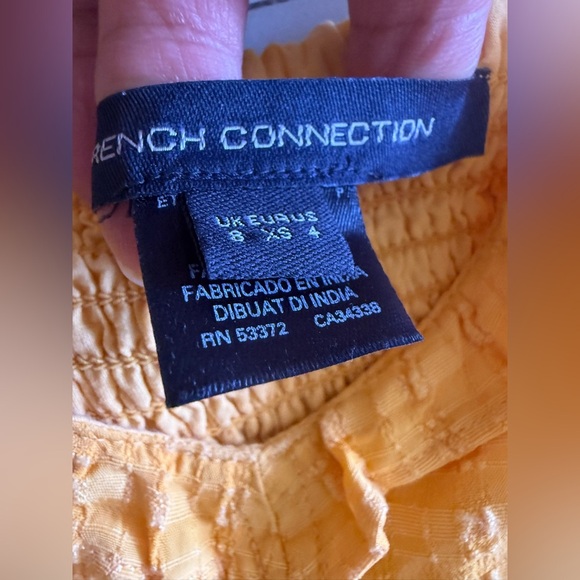 RENCH CONNECTION
UK EUR US
8 XS 4
FABRICADO EN INDIA
DIBUAT DI INDIA
RN 53372 CA34338